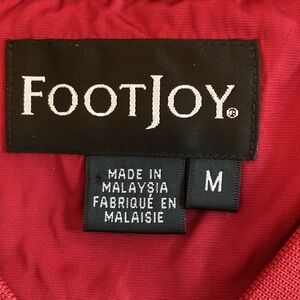 FOOTJOY®
MADE IN
MALAYSIA
FABRIQUÉ EN
MALAISIE
M